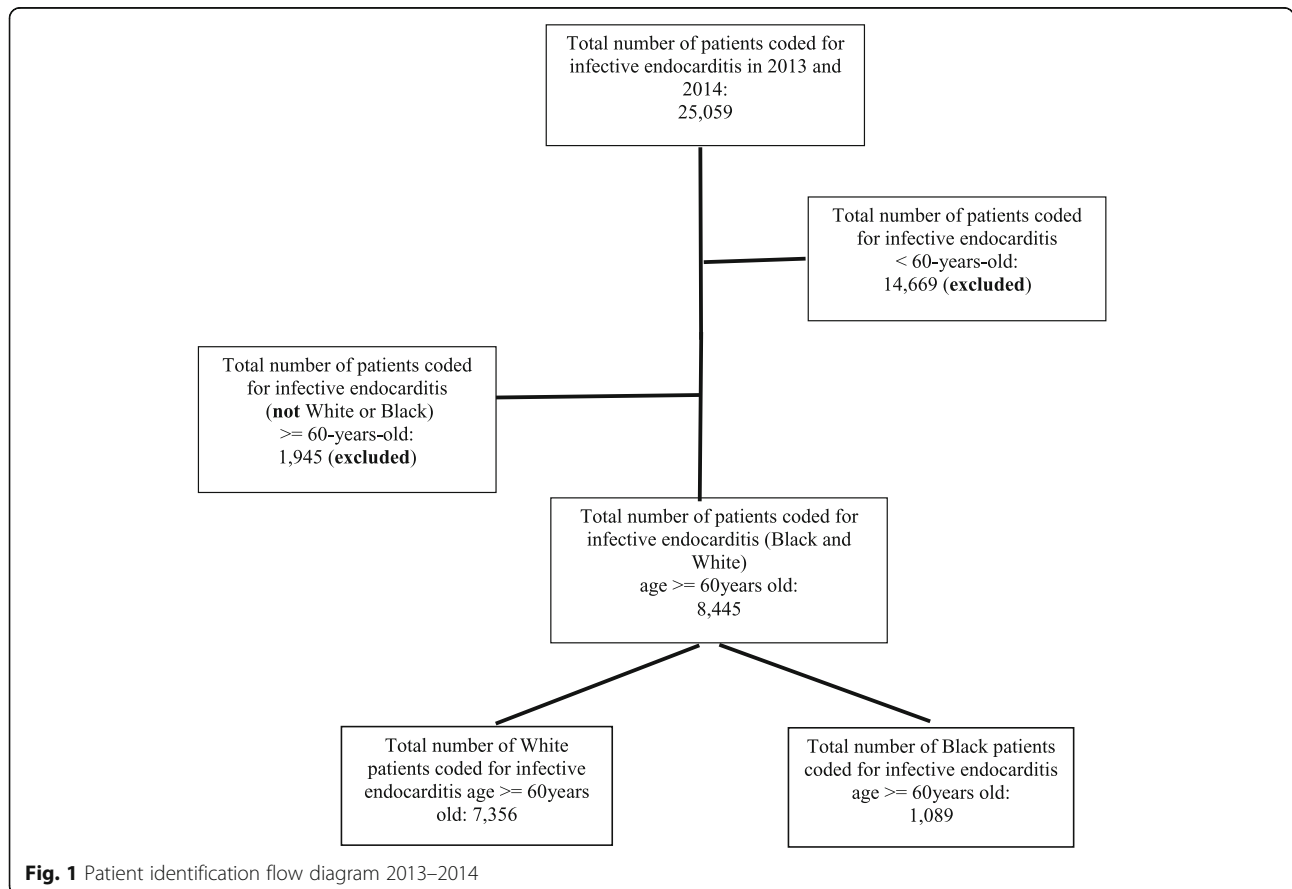 Total number of patients coded for
infective endocarditis in 2013 and
2014:
25,059
Total number of patients coded
for infective endocarditis
< 60-years-old:
14,669 (excluded)
Total number of patients coded
for infective endocarditis
(not White or Black)
>= 60-years-old:
1,945 (excluded)
Total number of patients coded for
infective endocarditis (Black and
White)
age >= 60years old:
8,445
Total number of White
patients coded for infective
endocarditis age >= 60years
old: 7,356
Total number of Black patients
coded for infective endocarditis
age >= 60years old:
1,089
Fig. 1 Patient identification flow diagram 2013–2014